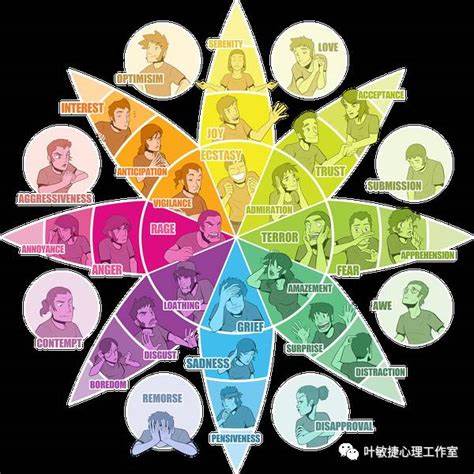 SERENITY
LOVE
OPTIMISIM
INTEREST
ACCEPTANCE
JOY
ECSTASY
TRUST
ANTICIPATION
VIGILANCE
ADMIRATION
SUBMISSION
AGGRESSIVENESS
RAGE
TERROR
ANNOYANCE
ANGER
FEAR
APPREHENSION
LOATHING
AMAZEMENT
AWE
GRIEF
CONTEMPT
DISGUST
SURPRISE
SADNESS
BOREDOM
DISTRACTION
REMORSE
PENSIVENESS
DISAPPROVAL
叶敏捷心理工作室